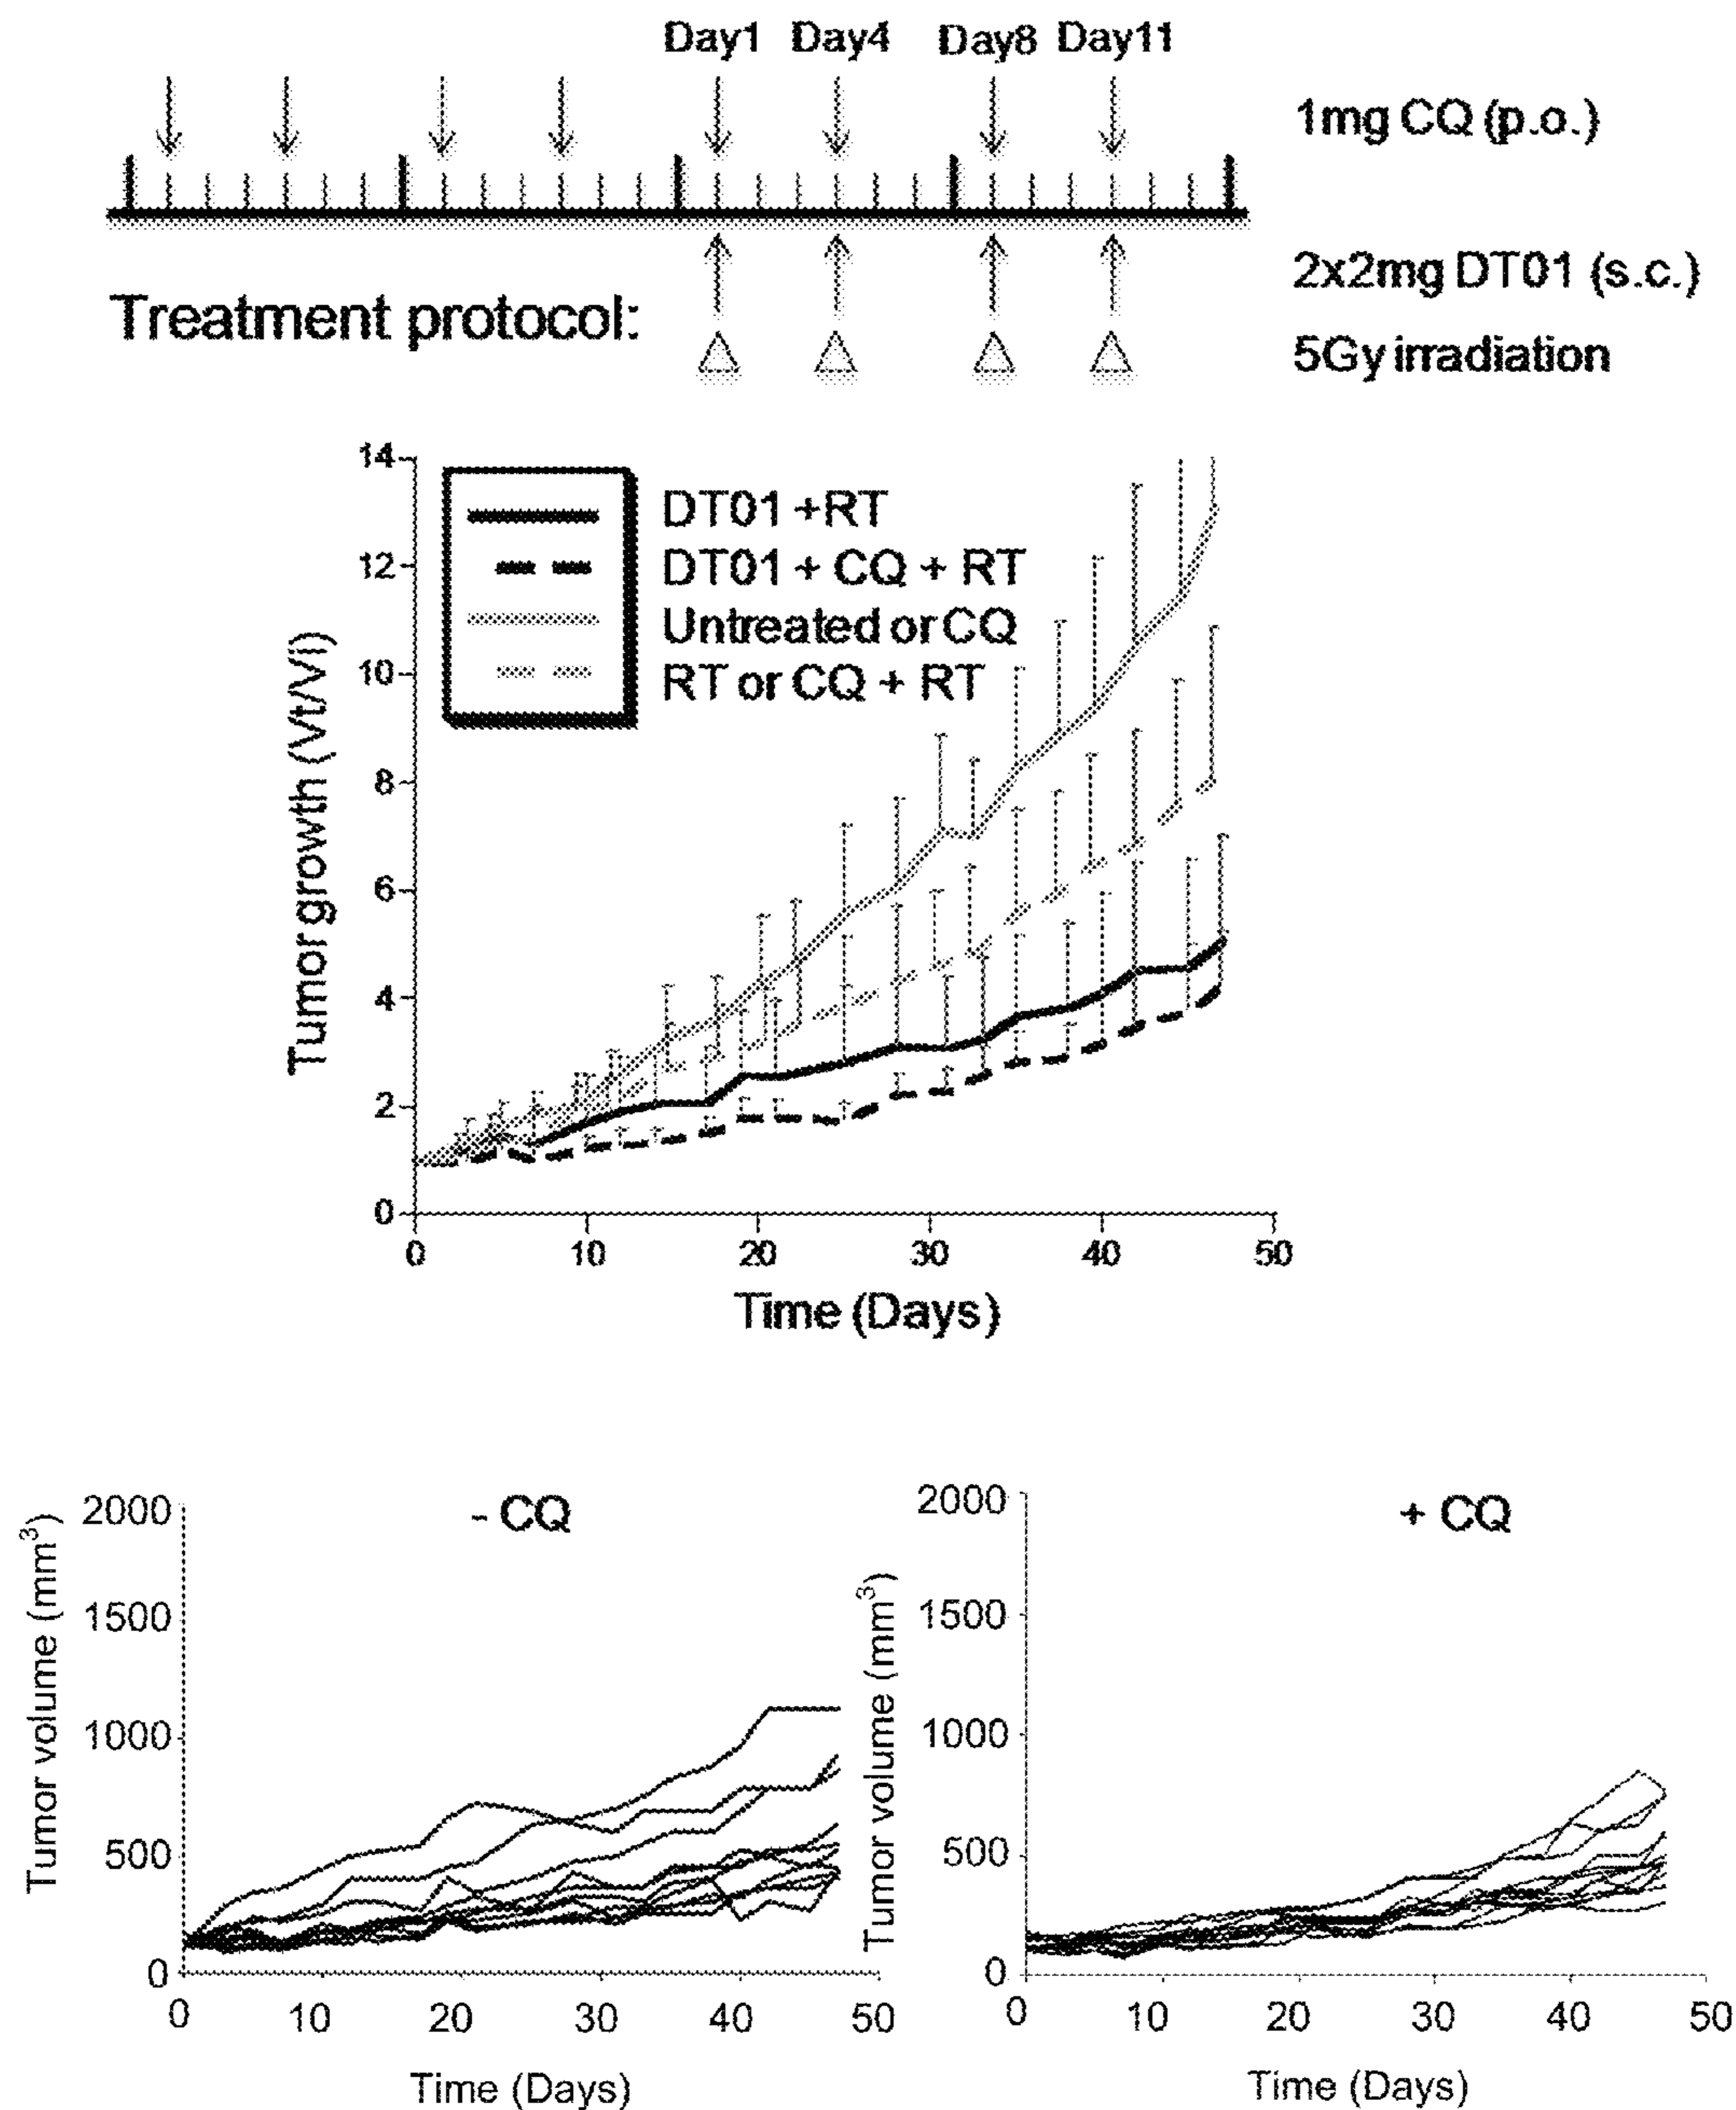 Day1 Day4 Day8 Day11
1mg CQ (p.o.)
2x2mg DT01 (s.c.)
Treatment protocol:
5Gy irradiation
14
12
10
8
6
4
2
0
Tumor growth (Vt/Vi)
DT01 +RT
DT01 + CQ + RT
Untreated or CQ
RT or CQ + RT
0 10 20 30 40 50
Time (Days)
- CQ
2000
1500
1000
500
0
Tumor volume (mm³)
0 10 20 30 40 50
Time (Days)
+ CQ
2000
1500
1000
500
0
Tumor volume (mm³)
0 10 20 30 40 50
Time (Days)